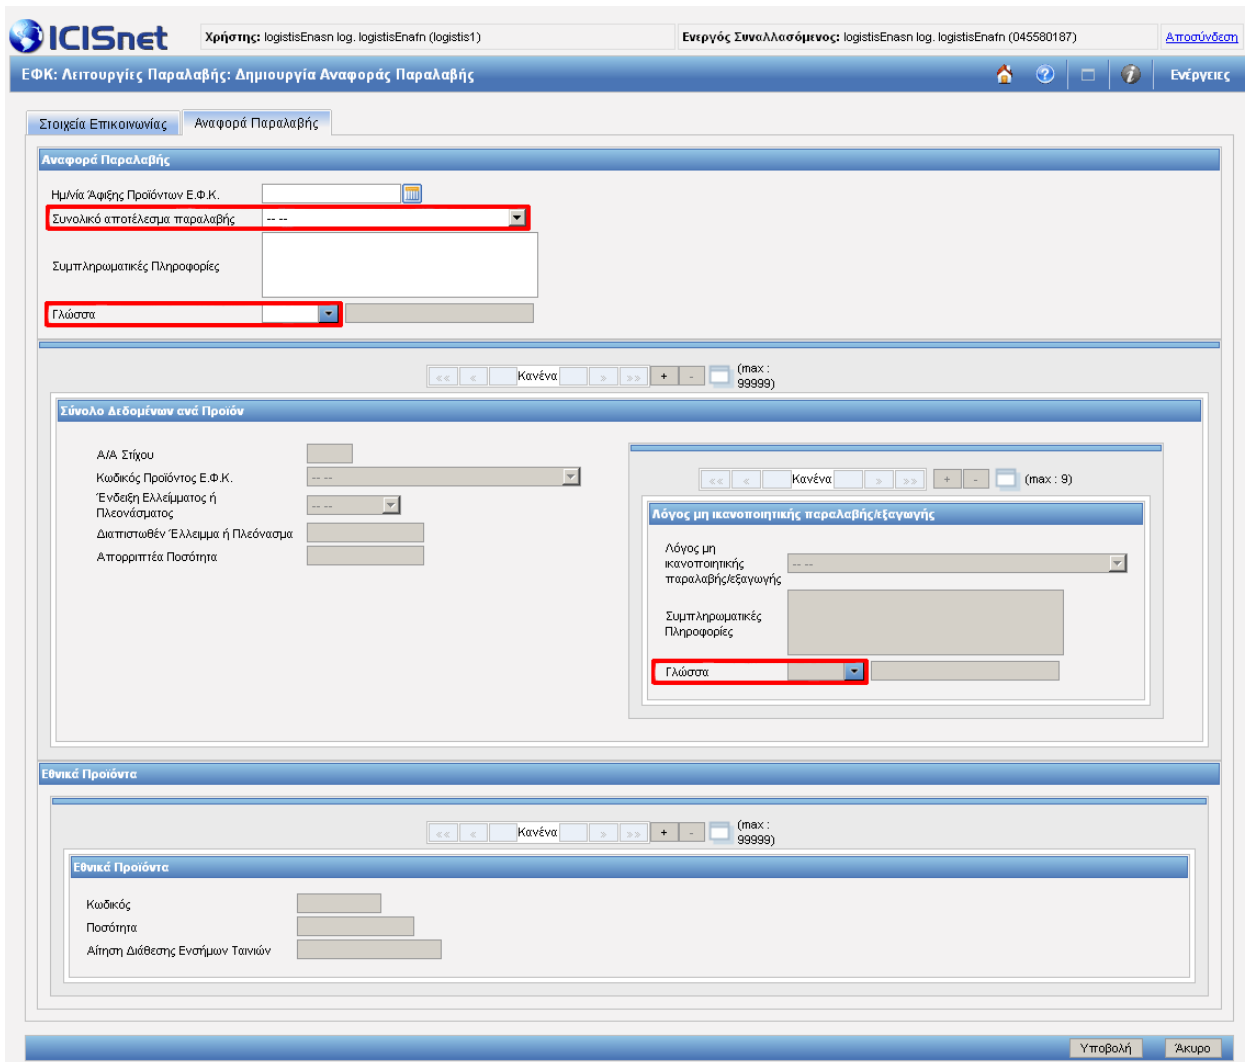 ICISnet
Χρήστης: logistisEnasn log. logistisEnafn (logistis1)
Ενεργός Συναλλασόμενος: logistisEnasn log. logistisEnafn (045580187)
Αποσύνδεση
ΕΦΚ: Λειτουργίες Παραλαβής: Δημιουργία Αναφοράς Παραλαβής
Ενέργειες
Στοιχεία Επικοινωνίας
Αναφορά Παραλαβής
Αναφορά Παραλαβής
Ημ/νία Άφιξης Προϊόντων Ε.Φ.Κ.
Συνολικό αποτέλεσμα παραλαβής
-- --
Συμπληρωματικές Πληροφορίες
Γλώσσα
<< < Κανένα > >> + - (max :
99999)
Σύνολο Δεδομένων ανά Προϊόν
Α/Α Στίχου
Κωδικός Προϊόντος Ε.Φ.Κ.
-- --
Ένδειξη Ελλείμματος ή
Πλεονάσματος
-- --
Διαπιστωθέν Έλλειμμα ή Πλεόνασμα
Απορριπτέα Ποσότητα
<< < Κανένα > >> + - (max : 9)
Λόγος μη ικανοποιητικής παραλαβής/εξαγωγής
Λόγος μη
ικανοποιητικής
παραλαβής/εξαγωγής
-- --
Συμπληρωματικές
Πληροφορίες
Γλώσσα
Εθνικά Προϊόντα
<< < Κανένα > >> + - (max :
99999)
Εθνικά Προϊόντα
Κωδικός
Ποσότητα
Αίτηση Διάθεσης Ενσήμων Ταινιών
Υποβολή
Άκυρο